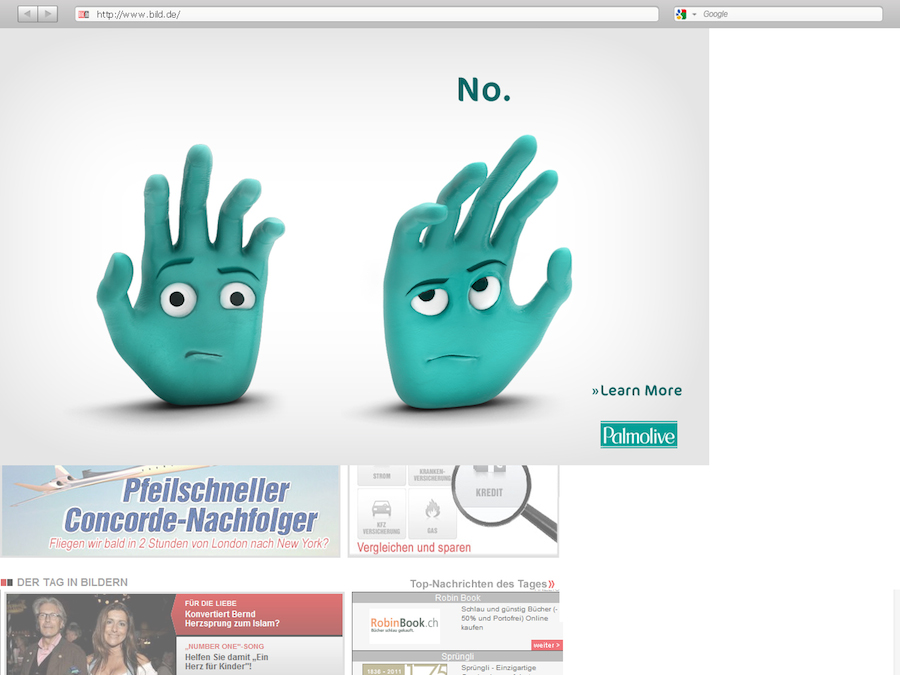 http://www.bild.de/
Google
No.
»Learn More
Palmolive
Pfeilschneller
Concorde-Nachfolger
Fliegen wir bald in 2 Stunden von London nach New York?
STROM
KRANKEN-
VERSICHERUNG
KREDIT
KFZ
VERSICHERUNG
GAS
Vergleichen und sparen
DER TAG IN BILDERN
Top-Nachrichten des Tages»
FÜR DIE LIEBE
Konvertiert Bernd
Herzsprung zum Islam?
„NUMBER ONE“-SONG
Helfen Sie damit „Ein
Herz für Kinder“!
Robin Book
RobinBook.ch
Bücher schlau gekauft.
Schlau und günstig Bücher (-
50% und Portofrei) Online
kaufen
weiter >
Sprüngli
1836 – 2011
175
Sprüngli - Einzigartige